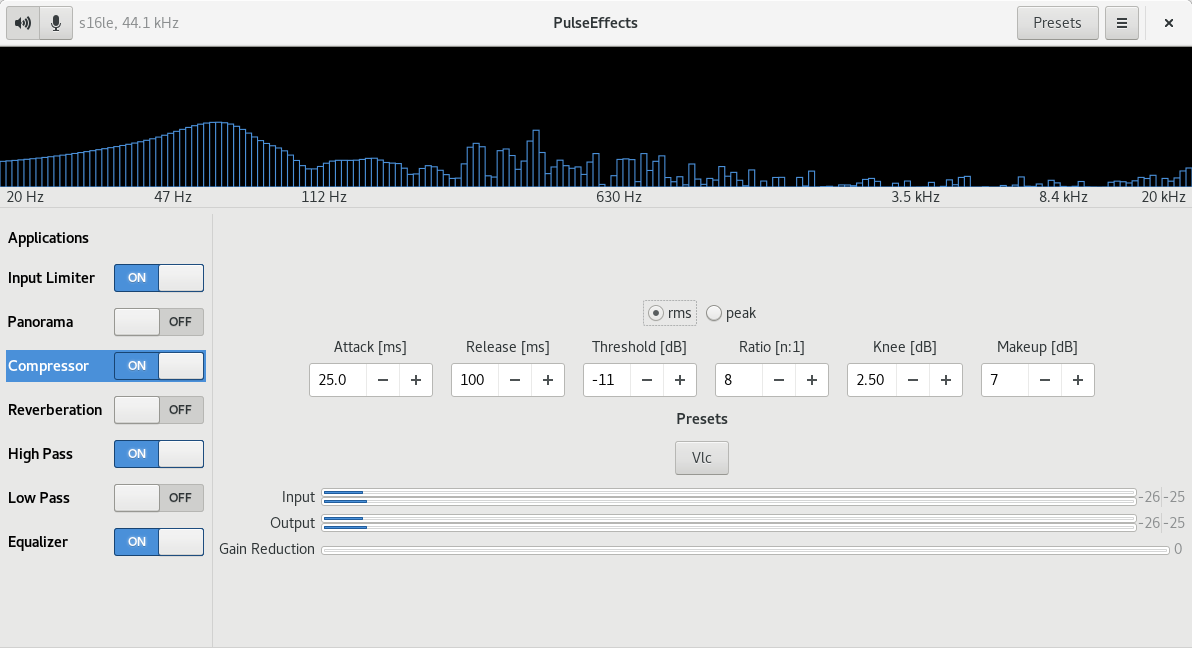 s16le, 44.1 kHz PulseEffects Presets
20 Hz 47 Hz 112 Hz 630 Hz 3.5 kHz 8.4 kHz 20 kHz
Applications
Input Limiter ON
Panorama OFF
Compressor ON
Reverberation OFF
High Pass ON
Low Pass OFF
Equalizer ON
rms peak
Attack [ms] Release [ms] Threshold [dB] Ratio [n:1] Knee [dB] Makeup [dB]
25.0 − + 100 − + -11 − + 8 − + 2.50 − + 7 − +
Presets
Vlc
Input -26 -25
Output -26 -25
Gain Reduction 0